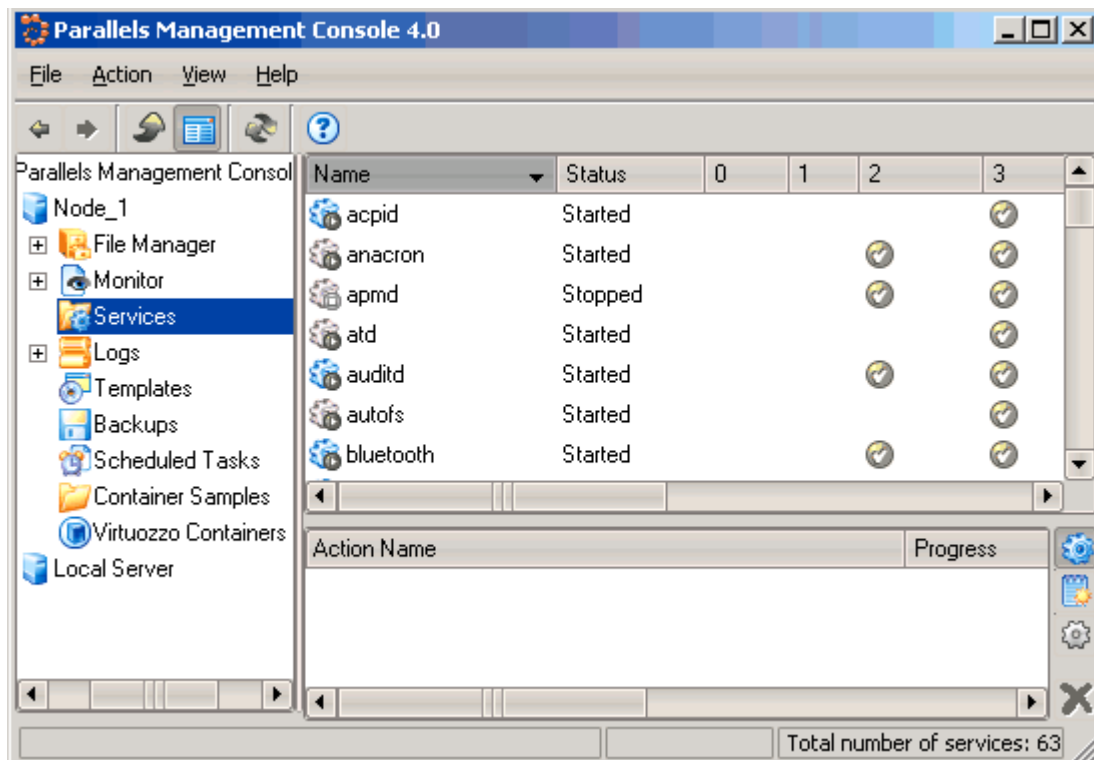 Parallels Management Console 4.0
File Action View Help
Parallels Management Consol
Node_1
File Manager
Monitor
Services
Logs
Templates
Backups
Scheduled Tasks
Container Samples
Virtuozzo Containers
Local Server
Name Status 0 1 2 3
acpid Started
anacron Started
apmd Stopped
atd Started
auditd Started
autofs Started
bluetooth Started
Action Name Progress
Total number of services: 63